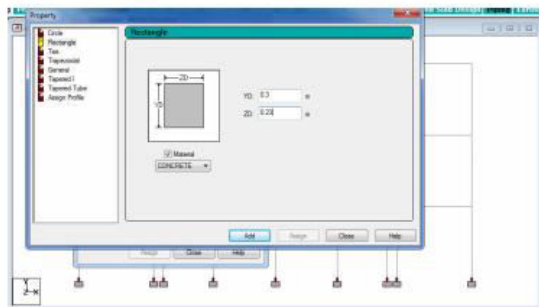 Property
Circle
Rectangle
Tee
Trapezoidal
General
Tapered I
Tapered Tube
Assign Profile
Rectangle
ZD
YD
YD: 0.3 m
ZD: 0.23 m
Material
CONCRETE
Add Assign Close Help
Assign Close Help
Y
Z X